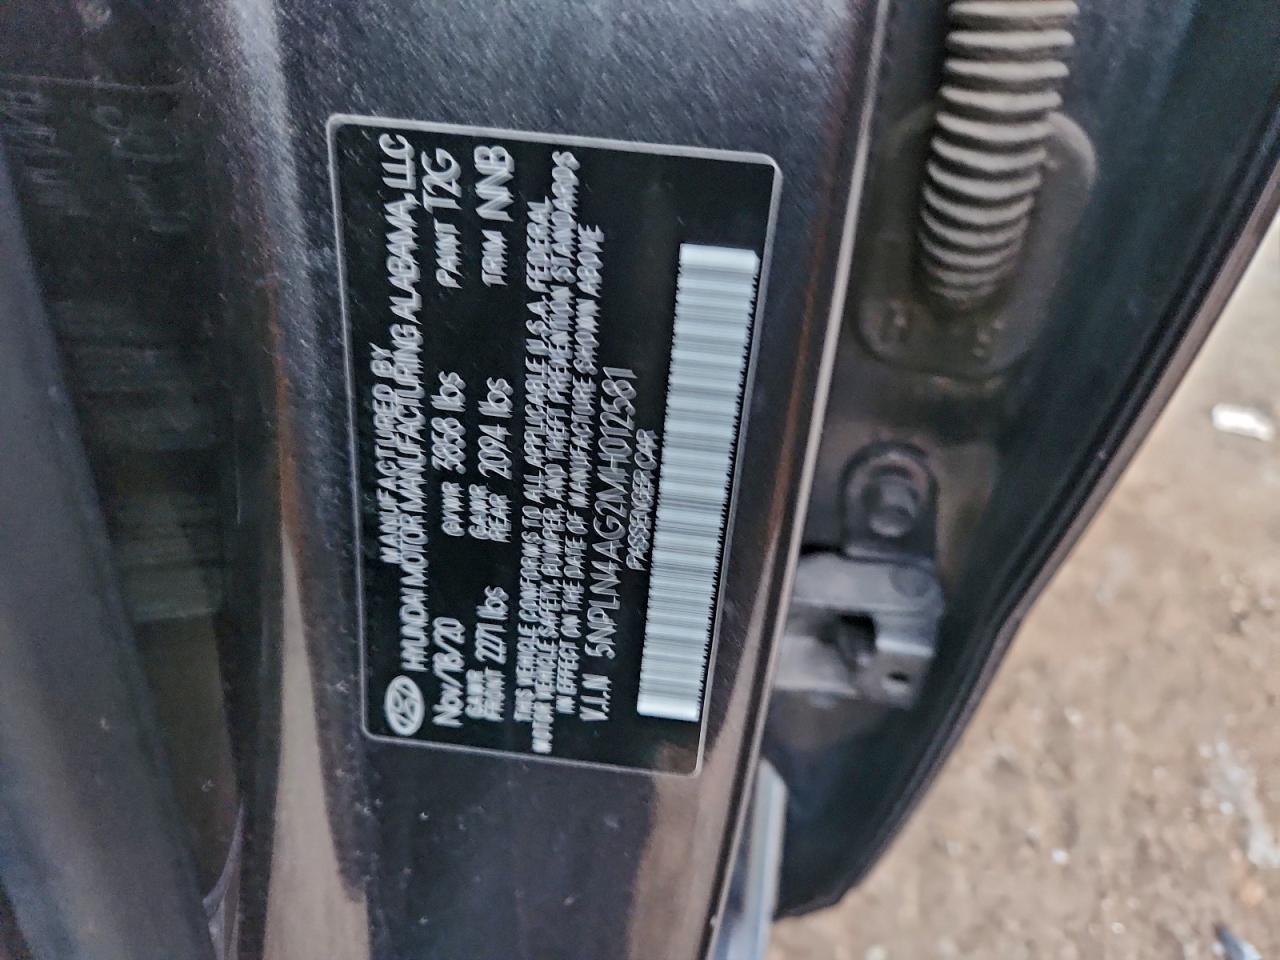 MANUFACTURED BY
HYUNDAI MOTOR MANUFACTURING ALABAMA, LLC
Nov/18/20 GVWR 3858 lbs PAINT T2G
GAWR FRONT 2271 lbs GAWR REAR 2094 lbs TRIM NNB
THIS VEHICLE CONFORMS TO ALL APPLICABLE U.S.A. FEDERAL
MOTOR VEHICLE SAFETY, BUMPER, AND THEFT PREVENTION STANDARDS
IN EFFECT ON THE DATE OF MANUFACTURE SHOWN ABOVE
V.I.N 5NPLN4AG2MH012581
PASSENGER CAR